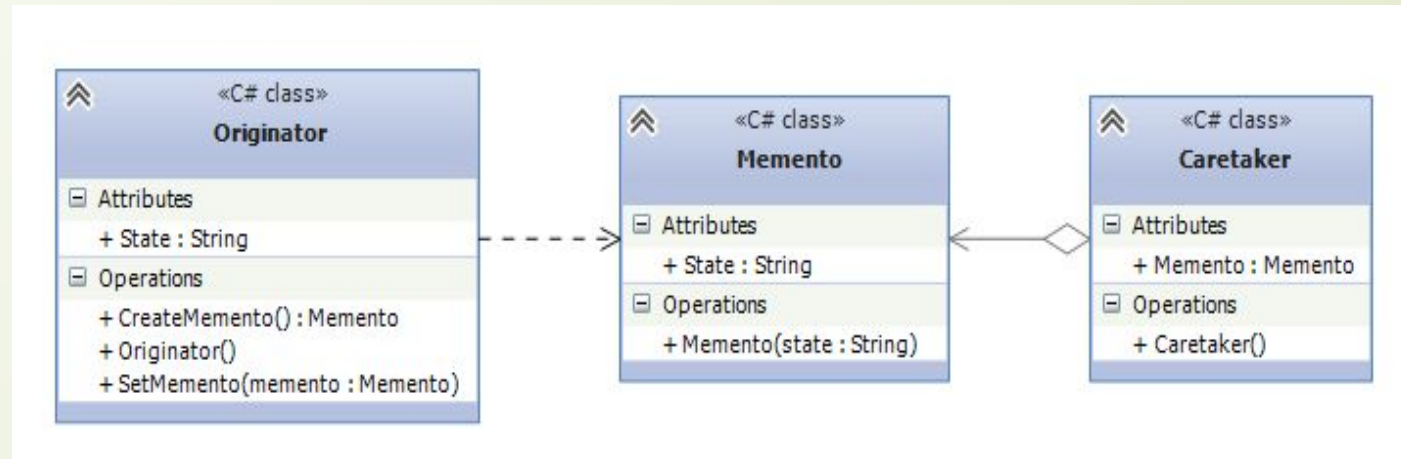 «C# class»
Originator
Attributes
+ State : String
Operations
+ CreateMemento() : Memento
+ Originator()
+ SetMemento(memento : Memento)
«C# class»
Memento
Attributes
+ State : String
Operations
+ Memento(state : String)
«C# class»
Caretaker
Attributes
+ Memento : Memento
Operations
+ Caretaker()